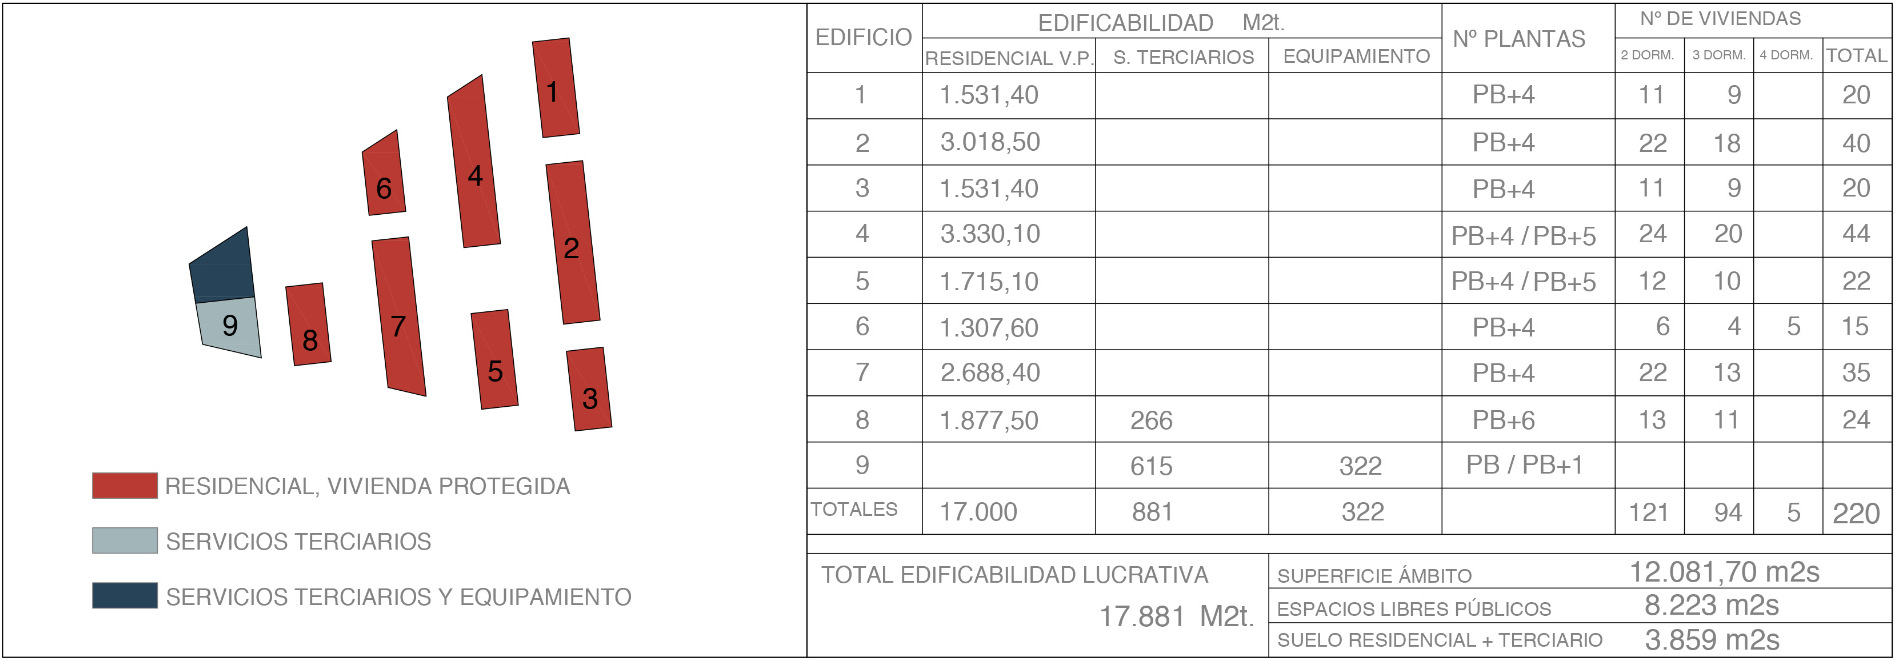 1
2
3
4
5
6
7
8
9
RESIDENCIAL, VIVIENDA PROTEGIDA
SERVICIOS TERCIARIOS
SERVICIOS TERCIARIOS Y EQUIPAMIENTO
EDIFICIO EDIFICABILIDAD M2t. Nº PLANTAS Nº DE VIVIENDAS
RESIDENCIAL V.P. S. TERCIARIOS EQUIPAMIENTO 2 DORM. 3 DORM. 4 DORM. TOTAL
1 1.531,40 PB+4 11 9 20
2 3.018,50 PB+4 22 18 40
3 1.531,40 PB+4 11 9 20
4 3.330,10 PB+4 / PB+5 24 20 44
5 1.715,10 PB+4 / PB+5 12 10 22
6 1.307,60 PB+4 6 4 5 15
7 2.688,40 PB+4 22 13 35
8 1.877,50 266 PB+6 13 11 24
9 615 322 PB / PB+1
TOTALES 17.000 881 322 121 94 5 220
TOTAL EDIFICABILIDAD LUCRATIVA
17.881 M2t.
SUPERFICIE ÁMBITO 12.081,70 m2s
ESPACIOS LIBRES PÚBLICOS 8.223 m2s
SUELO RESIDENCIAL + TERCIARIO 3.859 m2s